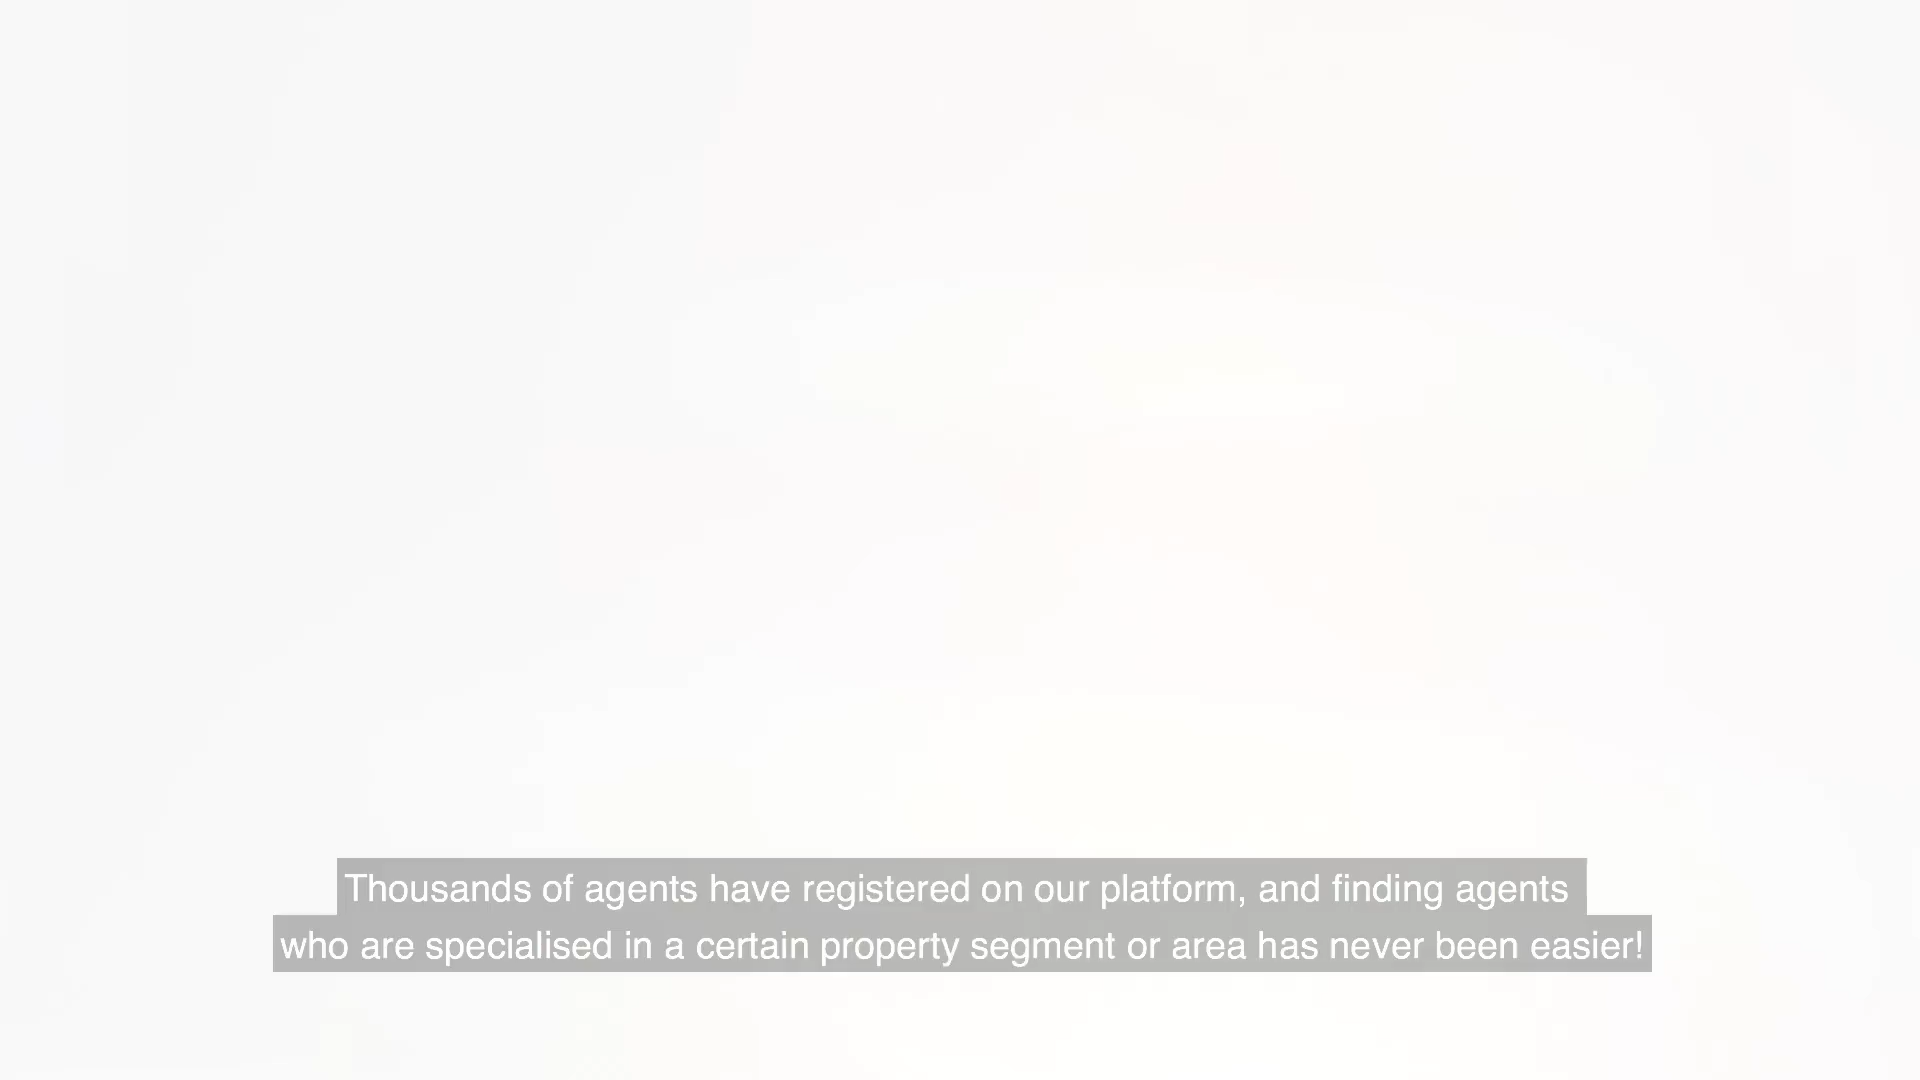 Thousands of agents have registered on our platform, and finding agents
who are specialised in a certain property segment or area has never been easier!